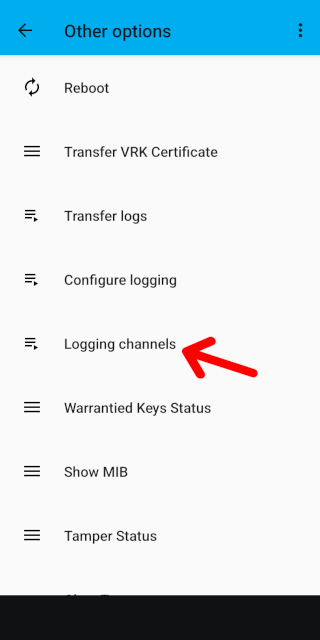 Other options
Reboot
Transfer VRK Certificate
Transfer logs
Configure logging
Logging channels
Warrantied Keys Status
Show MIB
Tamper Status